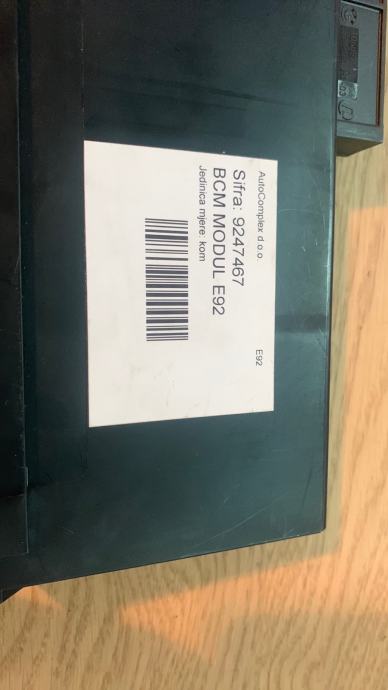 AutoComplex d.o.o.
E92
Sifra: 9247467
BCM MODUL E92
Jedinica mjere: kom